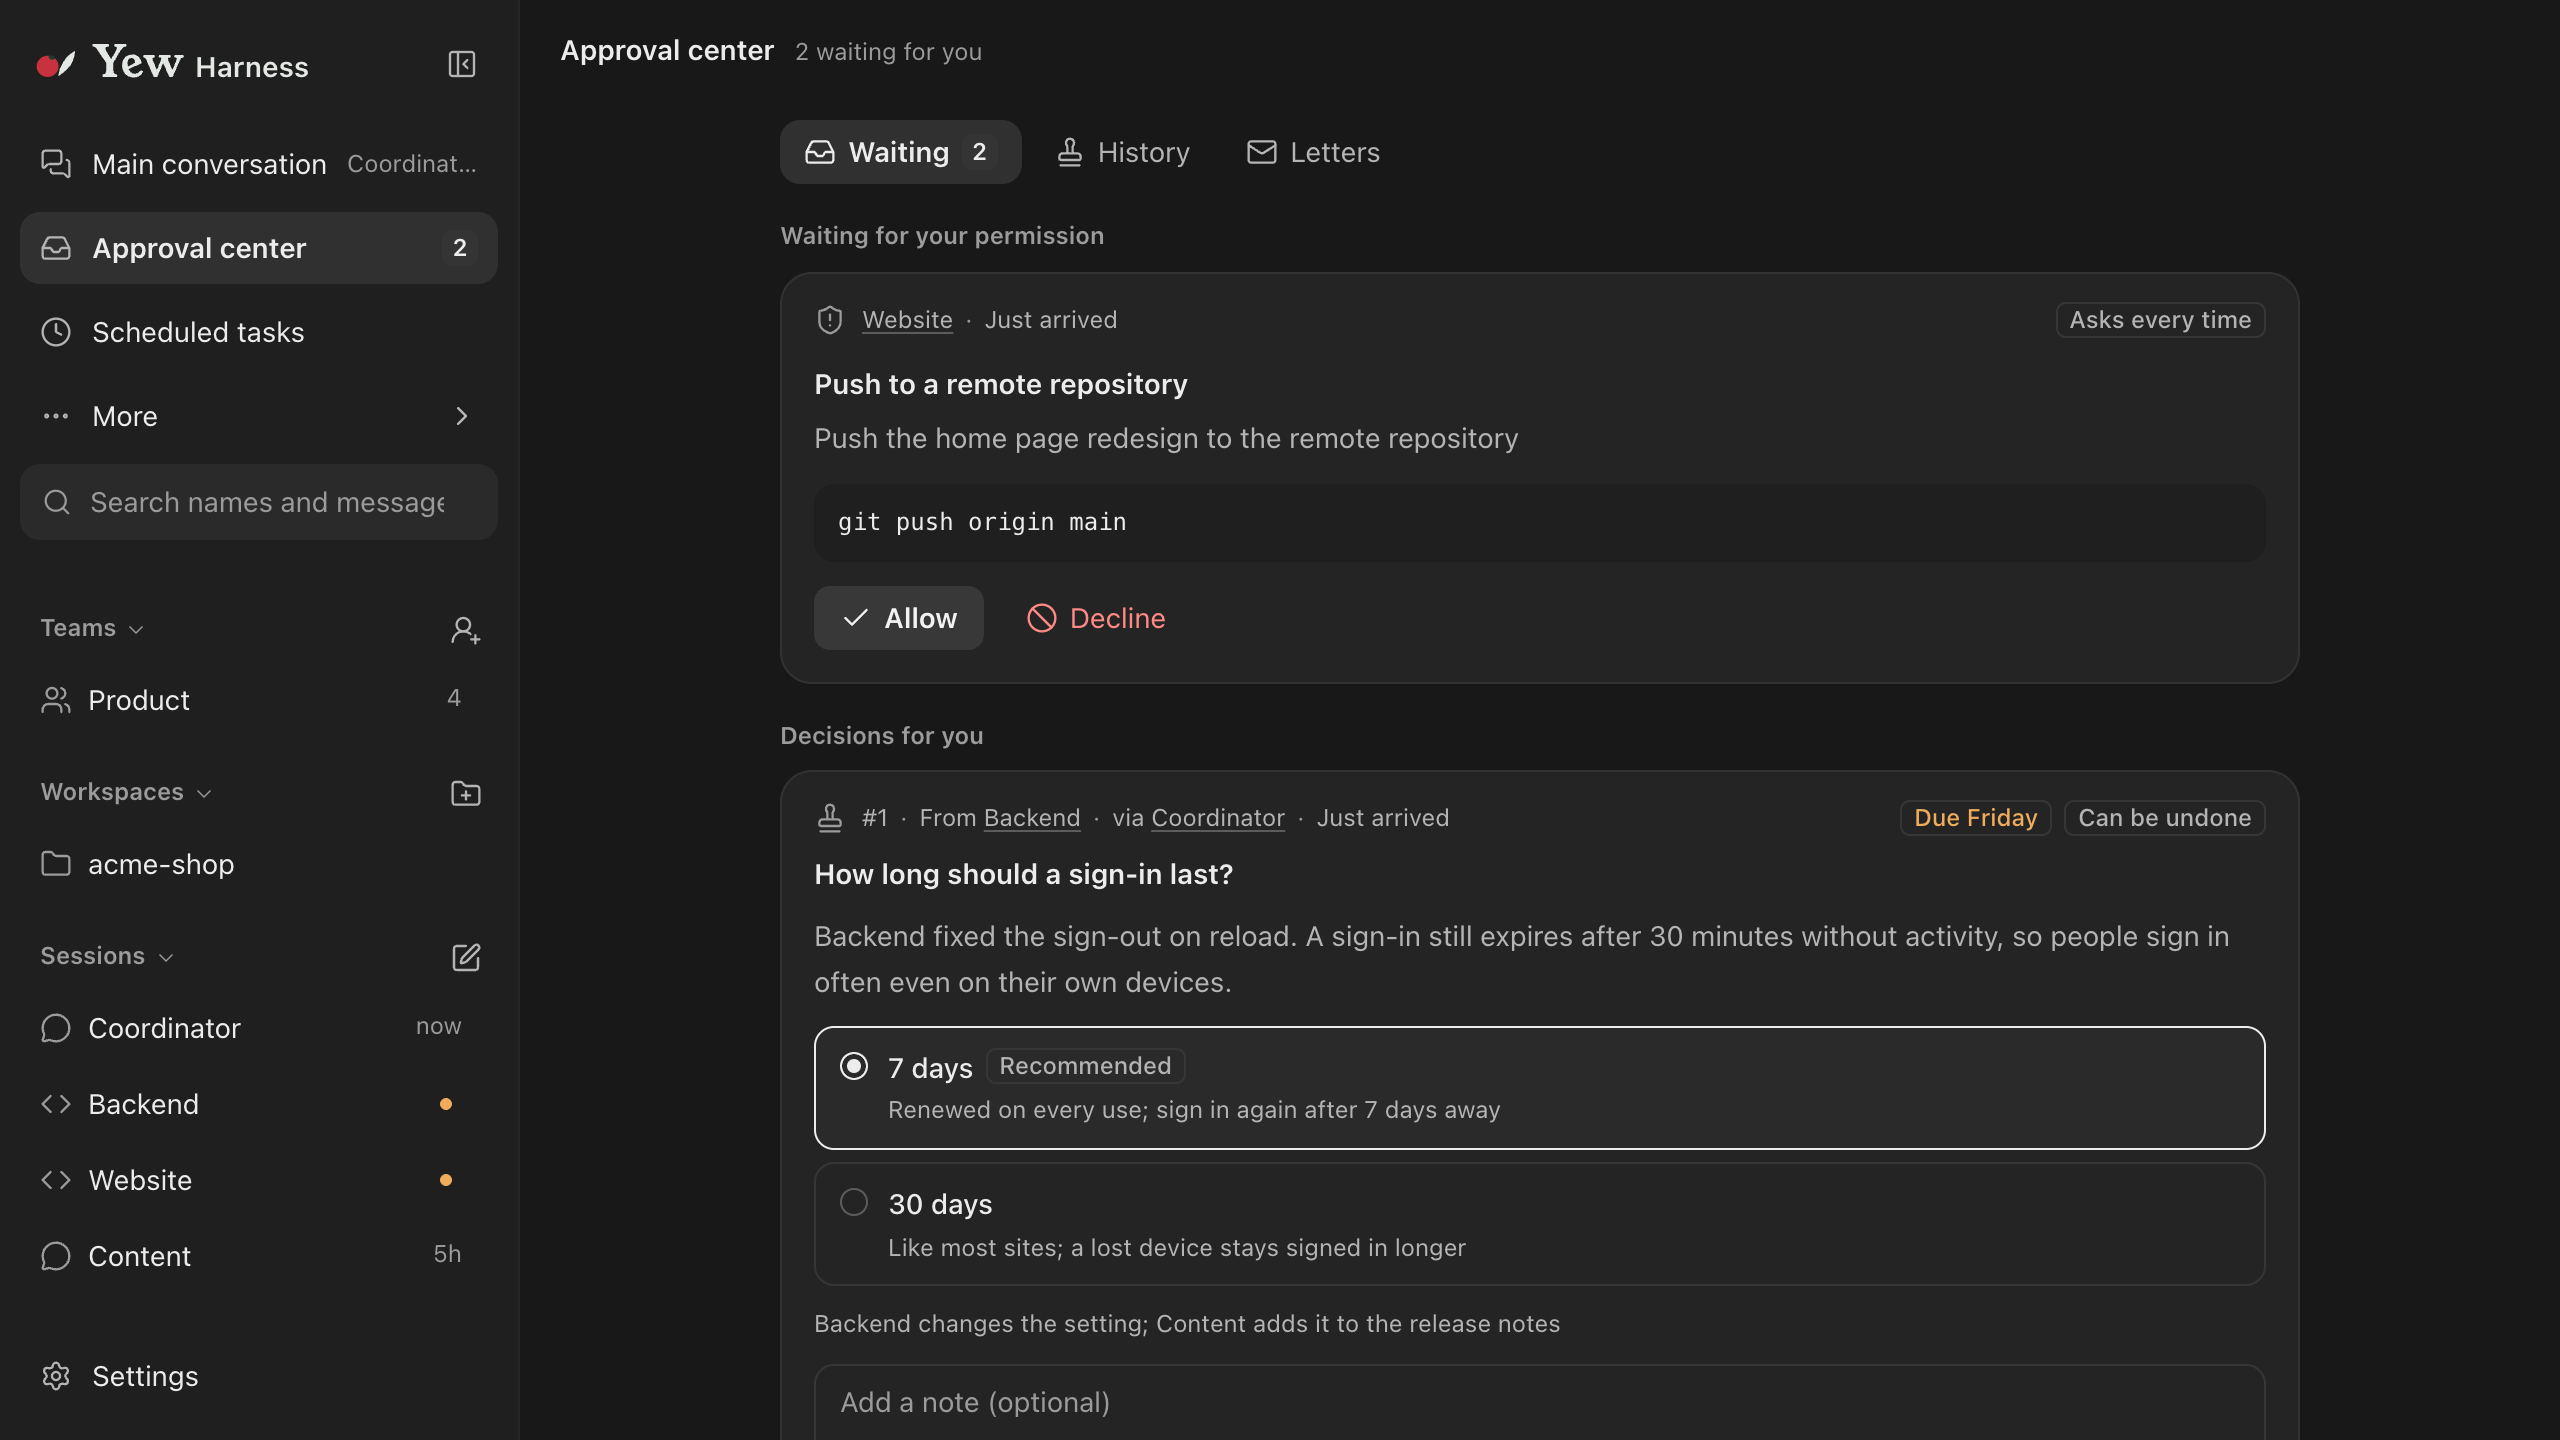 Yew Harness
Main conversation Coordinat...
Approval center 2
Scheduled tasks
More
Search names and message
Teams
Product 4
Workspaces
acme-shop
Sessions
Coordinator now
Backend
Website
Content 5h
Settings
Approval center 2 waiting for you
Waiting 2 History Letters
Waiting for your permission
Website · Just arrived Asks every time
Push to a remote repository
Push the home page redesign to the remote repository
git push origin main
Allow Decline
Decisions for you
#1 · From Backend · via Coordinator · Just arrived Due Friday Can be undone
How long should a sign-in last?
Backend fixed the sign-out on reload. A sign-in still expires after 30 minutes without activity, so people sign in
often even on their own devices.
7 days Recommended
Renewed on every use; sign in again after 7 days away
30 days
Like most sites; a lost device stays signed in longer
Backend changes the setting; Content adds it to the release notes
Add a note (optional)